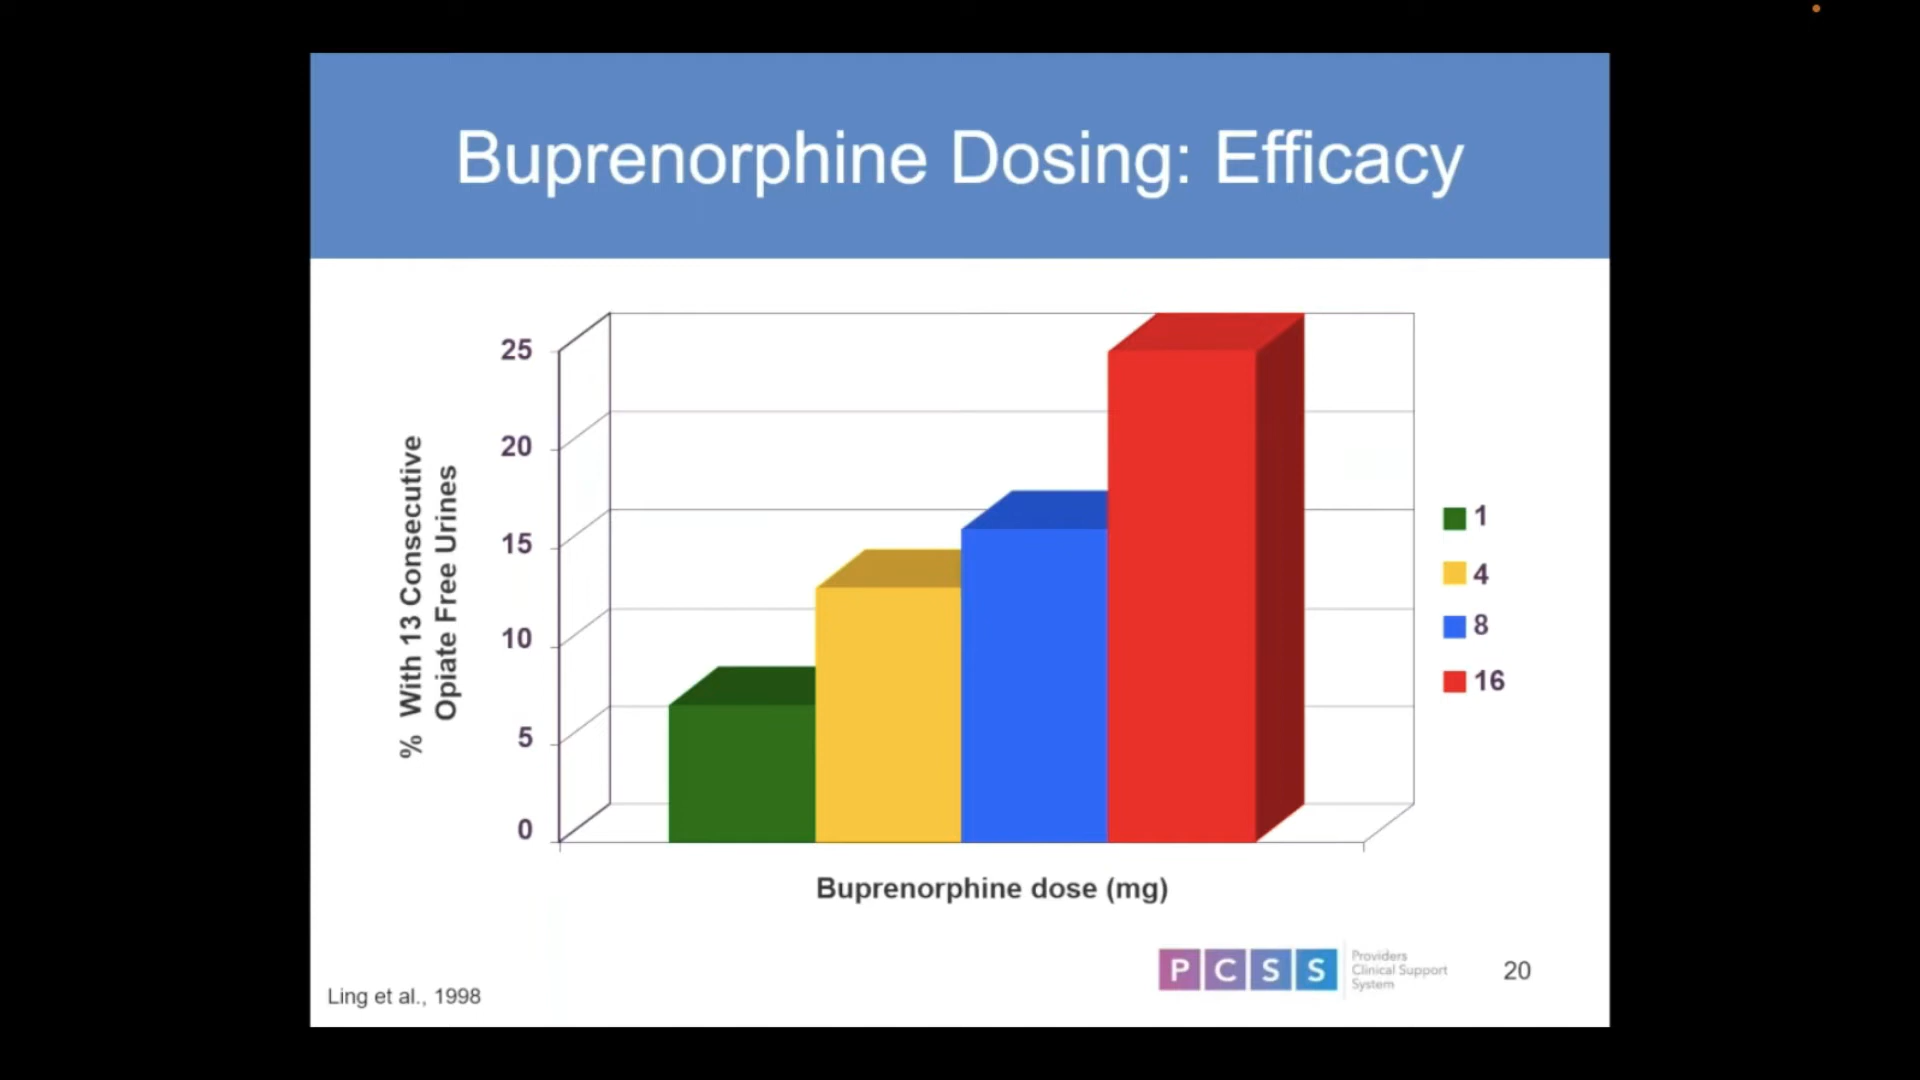 Buprenorphine Dosing: Efficacy
% With 13 Consecutive
Opiate Free Urines
25
20
15
10
5
0
1
4
8
16
Buprenorphine dose (mg)
Ling et al., 1998
PCSS
Providers
Clinical Support
System
20